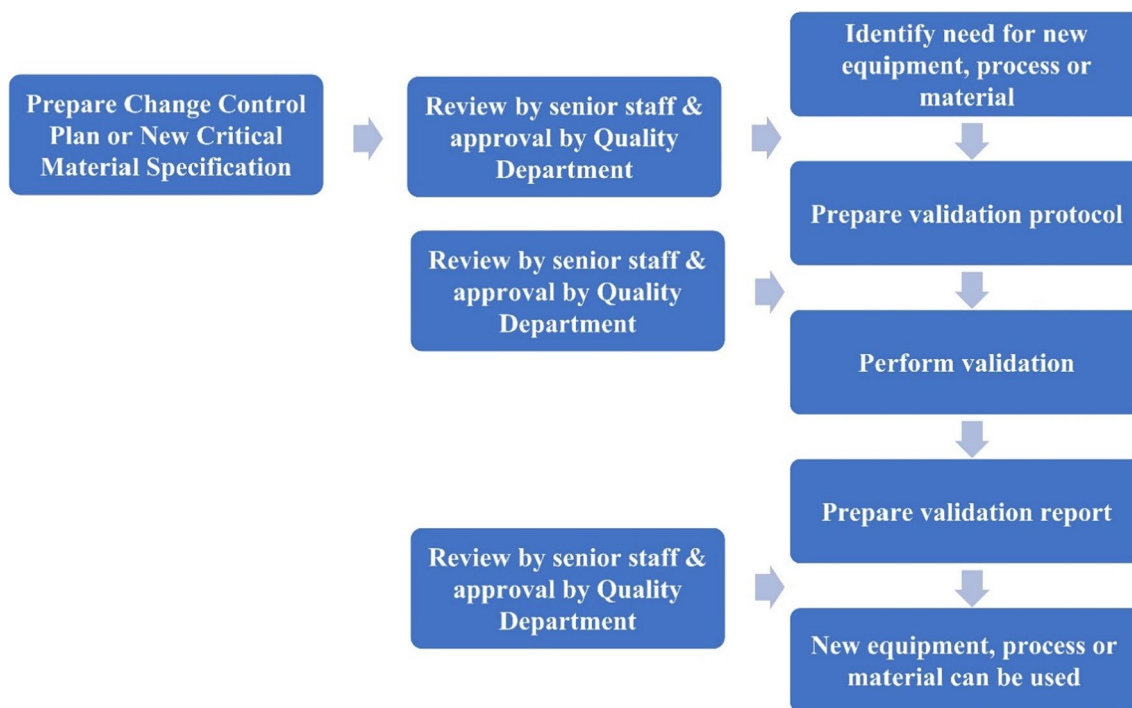 Prepare Change Control
Plan or New Critical
Material Specification
Review by senior staff &
approval by Quality
Department
Identify need for new
equipment, process or
material
Prepare validation protocol
Review by senior staff &
approval by Quality
Department
Perform validation
Prepare validation report
Review by senior staff &
approval by Quality
Department
New equipment, process or
material can be used